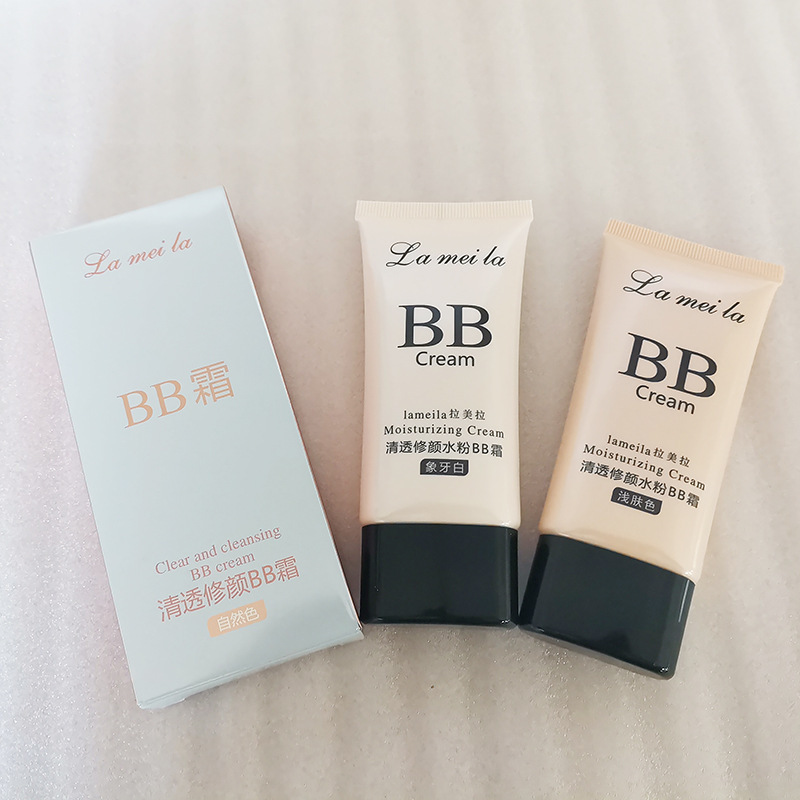 La mei la
BB霜
Clear and cleansing
BB cream
清透修颜BB霜
自然色
La mei la
BB
Cream
lameila拉美拉
Moisturizing Cream
清透修颜水粉BB霜
象牙白
La mei la
BB
Cream
lameila拉美拉
Moisturizing Cream
清透修颜水粉BB霜
浅肤色